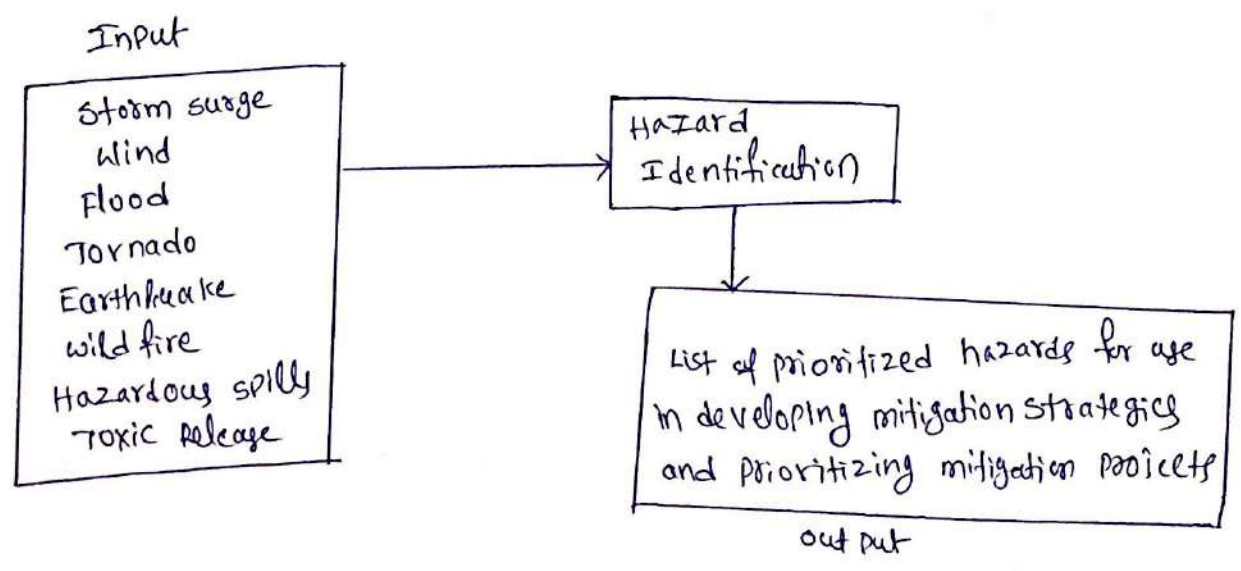 Input
Storm surge
Wind
Flood
Tornado
Earthquake
Wild fire
Hazardous spills
Toxic Release
Hazard
Identification
List of prioritized hazards for use
in developing mitigation strategies
and prioritizing mitigation projects
out put